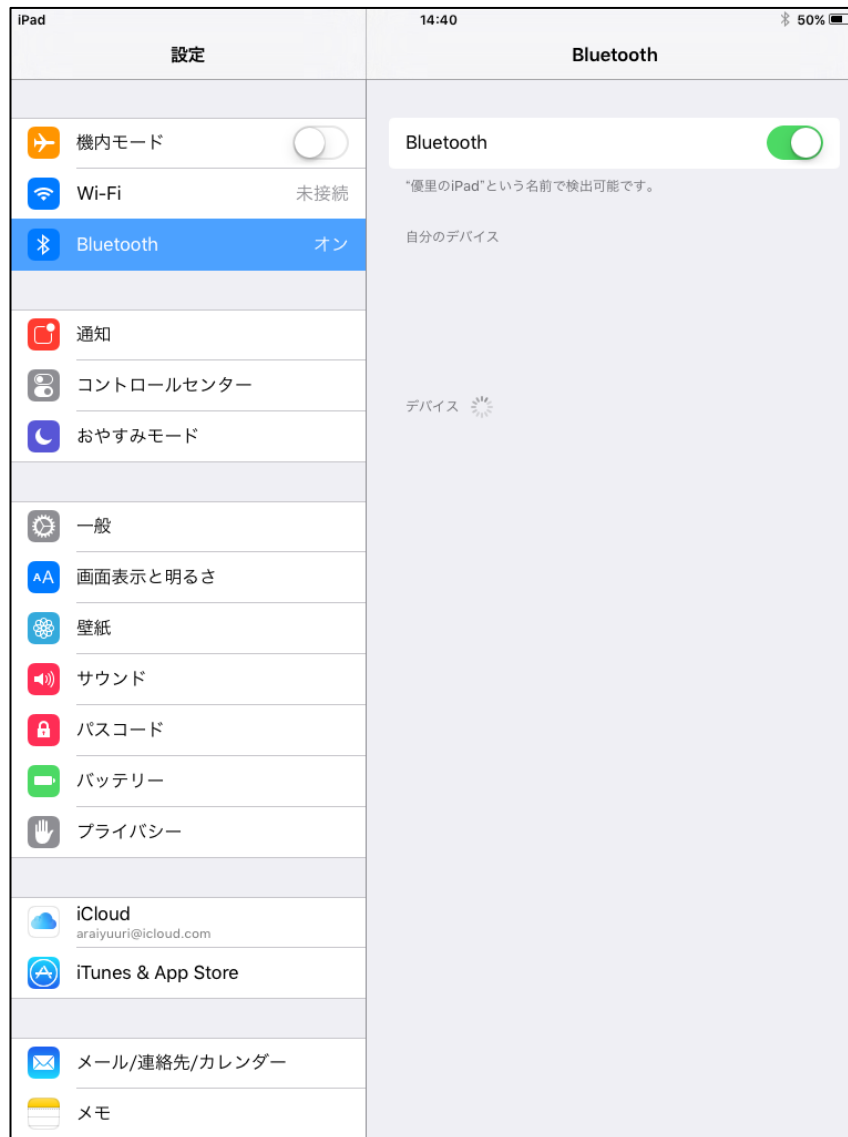 iPad 14:40 50%
設定
Bluetooth
機内モード
Wi-Fi 未接続
Bluetooth オン
通知
コントロールセンター
おやすみモード
一般
AA 画面表示と明るさ
壁紙
サウンド
パスコード
バッテリー
プライバシー
iCloud
araiyuuri@icloud.com
iTunes & App Store
メール/連絡先/カレンダー
メモ
Bluetooth
“優里のiPad”という名前で検出可能です。
自分のデバイス
デバイス